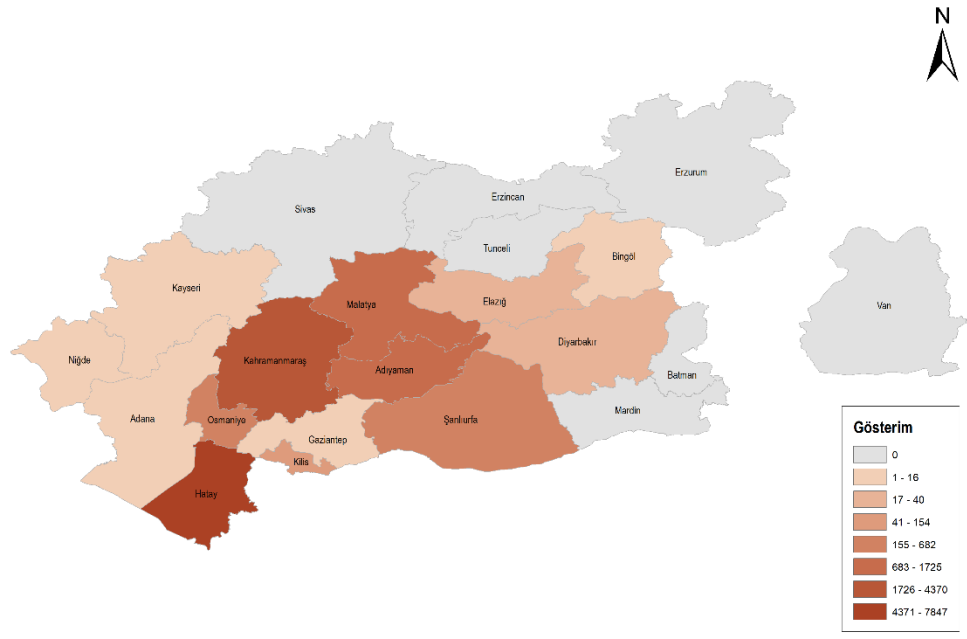 N
Erzurum
Erzincan
Sivas
Tunceli
Bingöl
Kayseri
Elazığ
Malatya
Van
Diyarbakır
Niğde
Kahramanmaraş
Adıyaman
Batman
Mardin
Adana
Osmaniye
Şanlıurfa
Gaziantep
Kilis
Hatay
Gösterim
0
1 - 16
17 - 40
41 - 154
155 - 682
683 - 1725
1726 - 4370
4371 - 7847